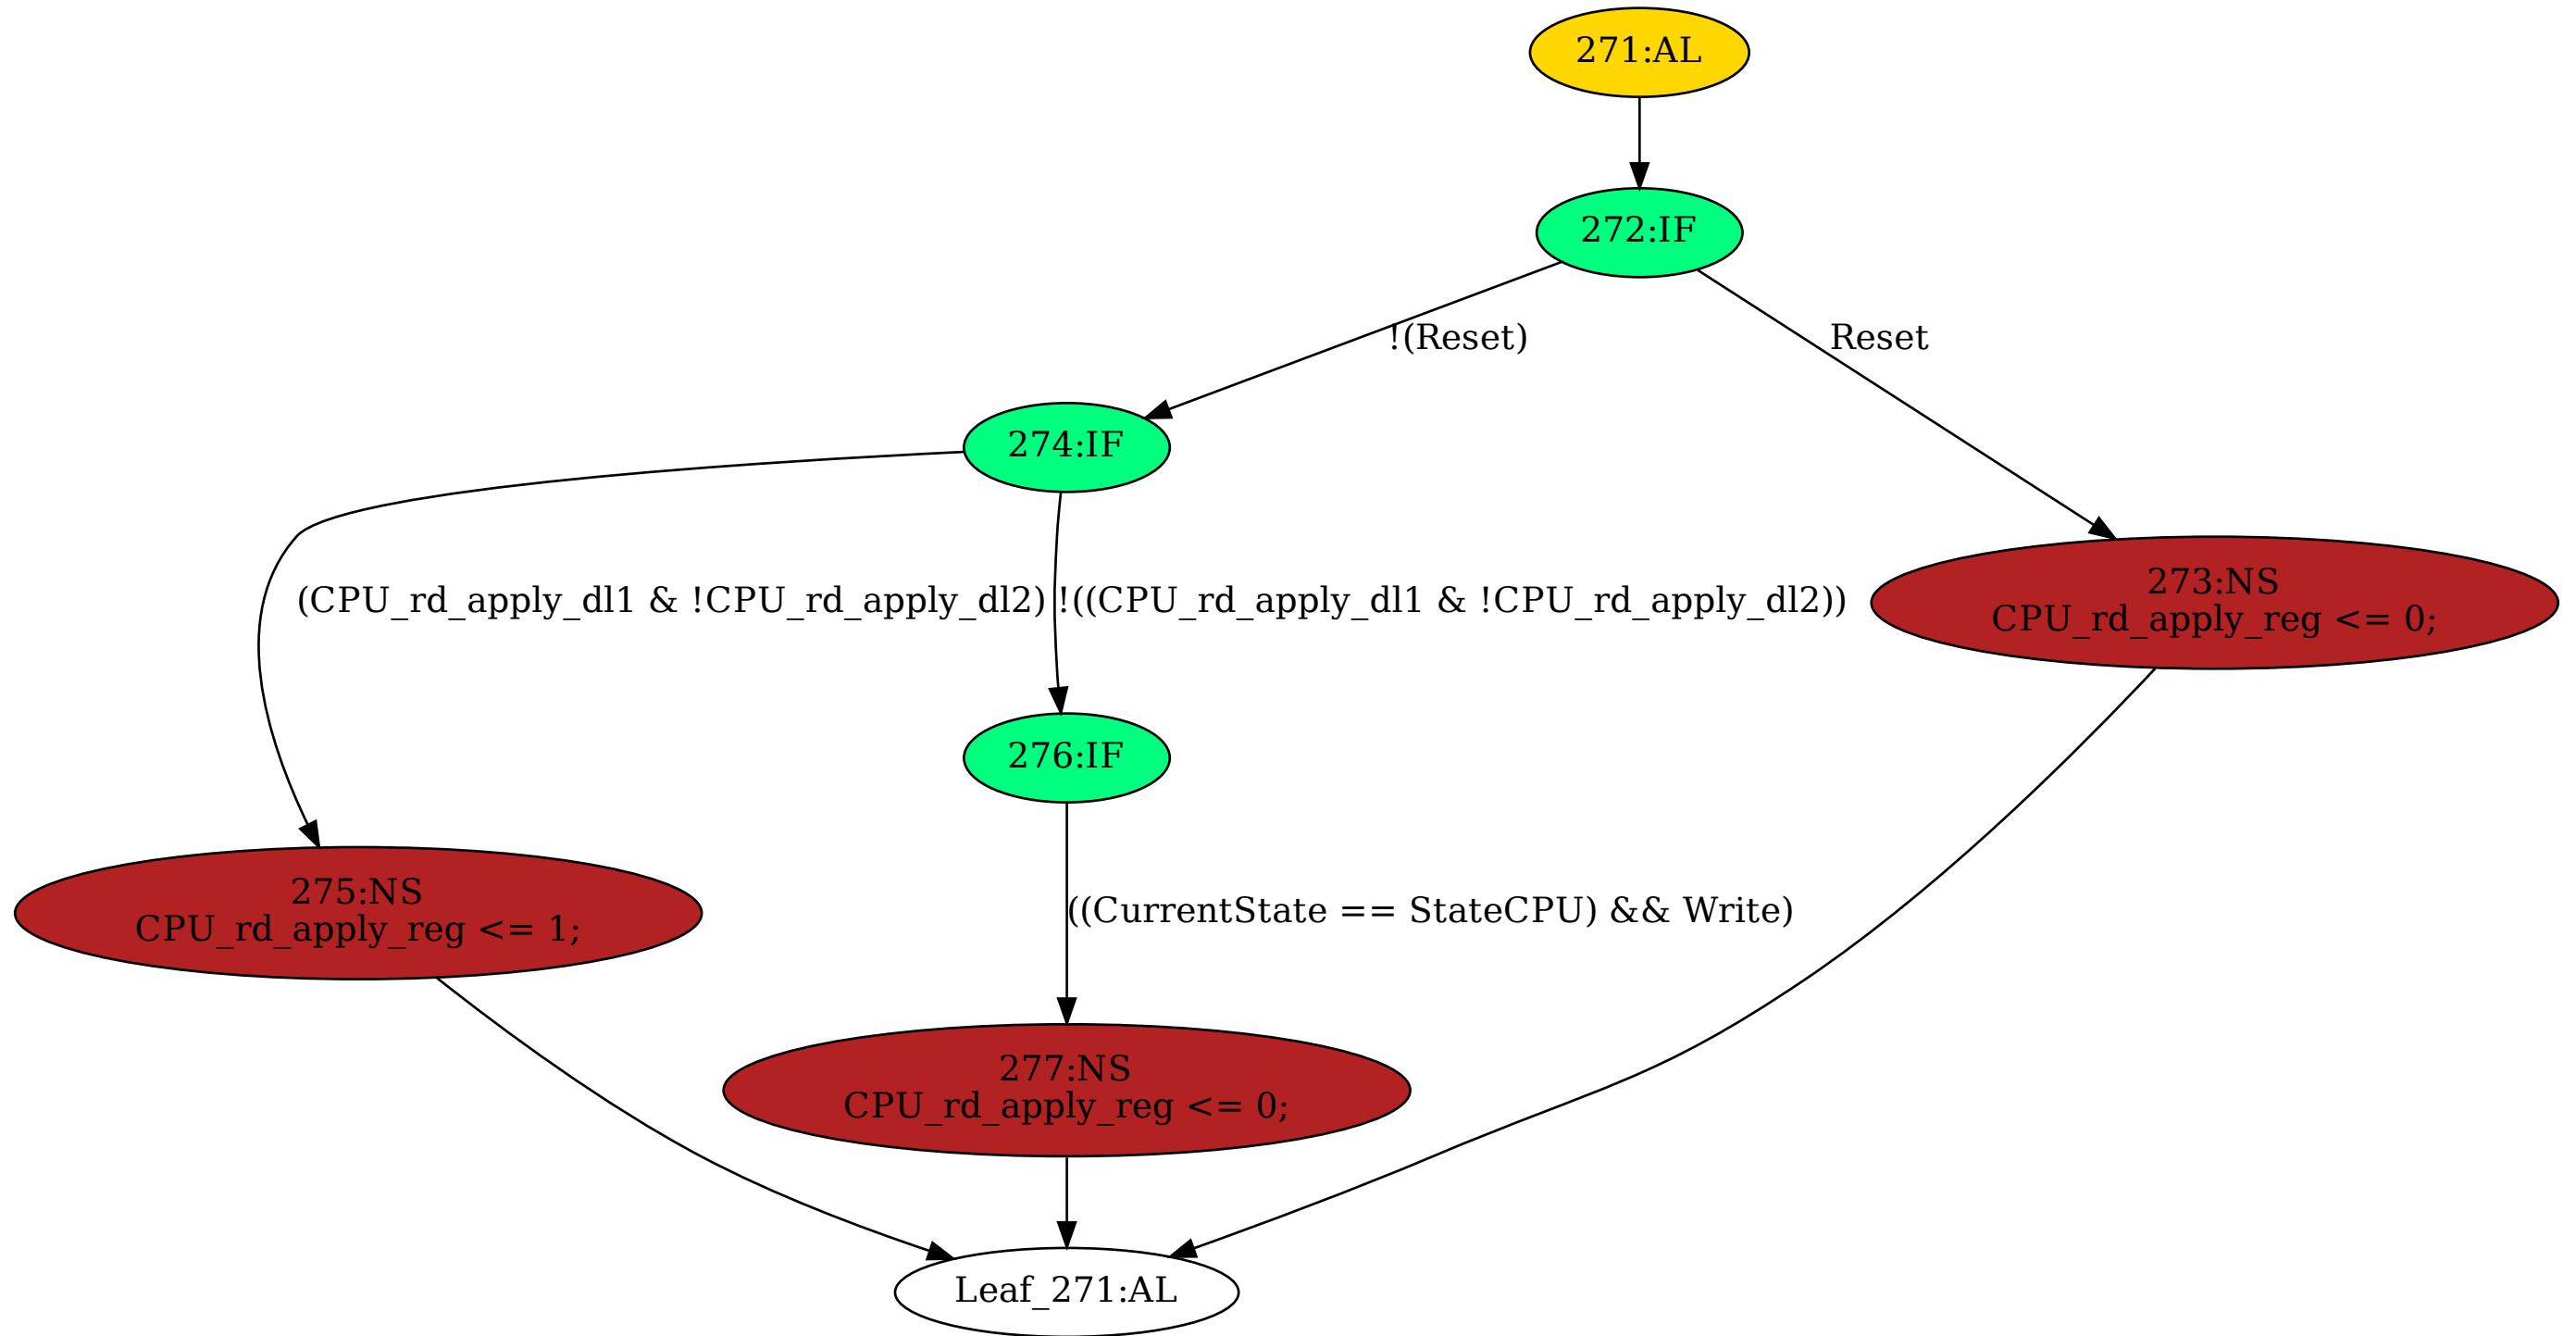 271:AL
272:IF
!(Reset)
Reset
274:IF
(CPU_rd_apply_dl1 & !CPU_rd_apply_dl2)
!((CPU_rd_apply_dl1 & !CPU_rd_apply_dl2))
273:NS
CPU_rd_apply_reg <= 0;
276:IF
275:NS
CPU_rd_apply_reg <= 1;
((CurrentState == StateCPU) && Write)
277:NS
CPU_rd_apply_reg <= 0;
Leaf_271:AL